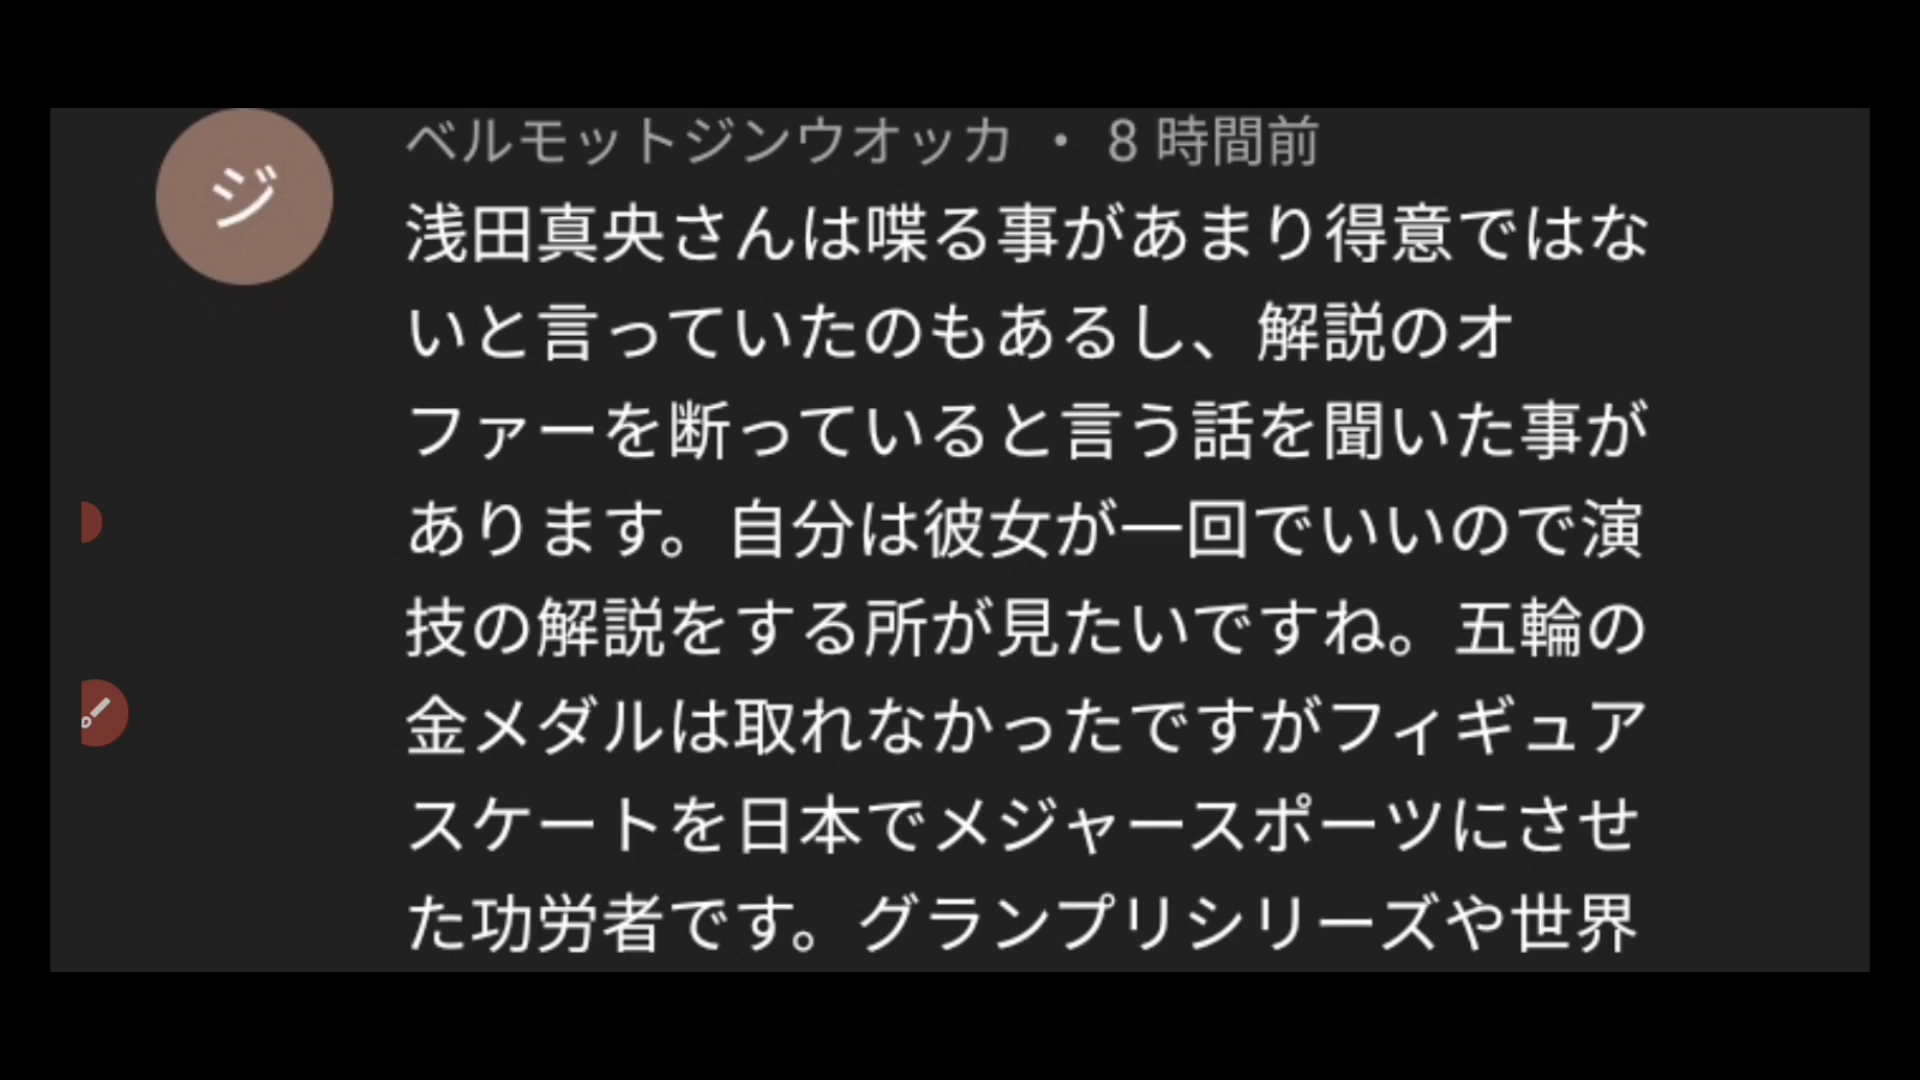 ジ
ベルモットジンウオッカ ・ 8 時間前
浅田真央さんは喋る事があまり得意ではな
いと言っていたのもあるし、解説のオ
ファーを断っていると言う話を聞いた事が
あります。自分は彼女が一回でいいので演
技の解説をする所が見たいですね。五輪の
金メダルは取れなかったですがフィギュア
スケートを日本でメジャースポーツにさせ
た功労者です。グランプリシリーズや世界